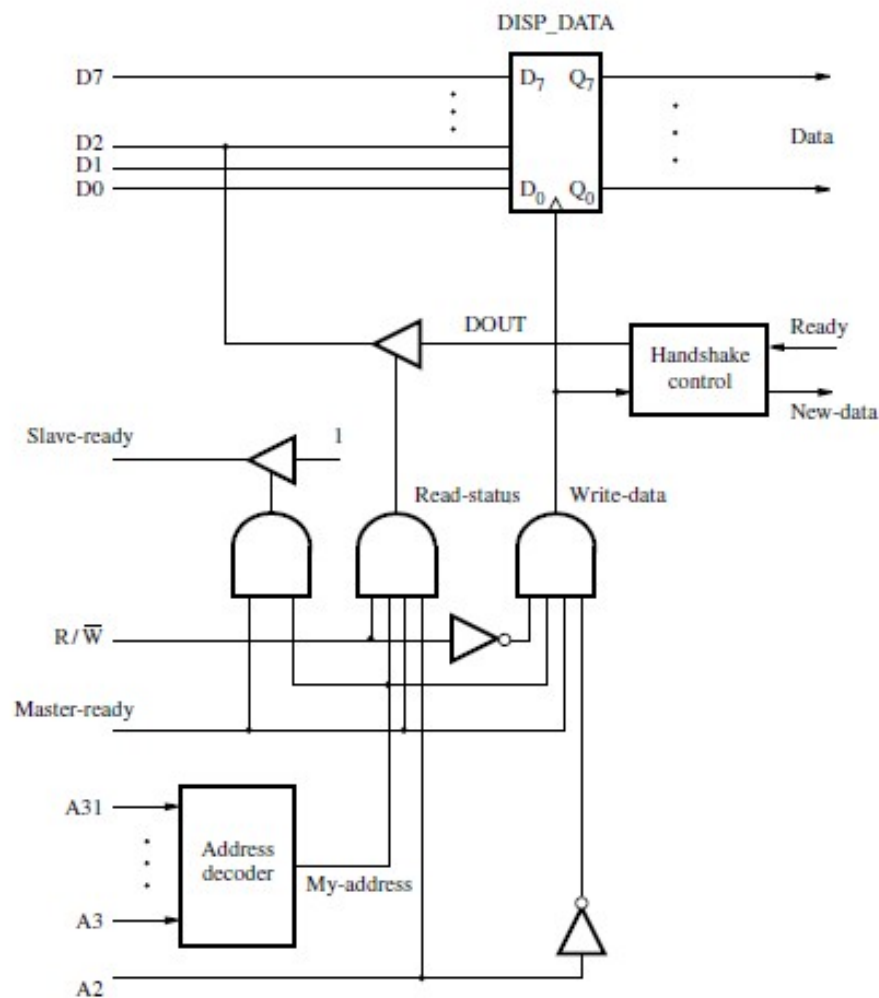 DISP_DATA
D7
D₇ Q₇
D2
D1
D0
D₀ Q₀
Data
DOUT
Ready
Handshake
control
New-data
Slave-ready
1
Read-status
Write-data
R/W̅
Master-ready
A31
Address
decoder
My-address
A3
A2